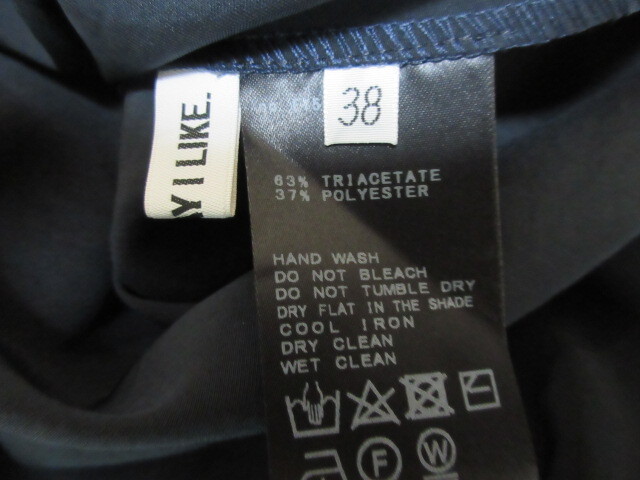 Y I LIKE.
38
63% TRIACETATE
37% POLYESTER
HAND WASH
DO NOT BLEACH
DO NOT TUMBLE DRY
DRY FLAT IN THE SHADE
COOL IRON
DRY CLEAN
WET CLEAN
F
W